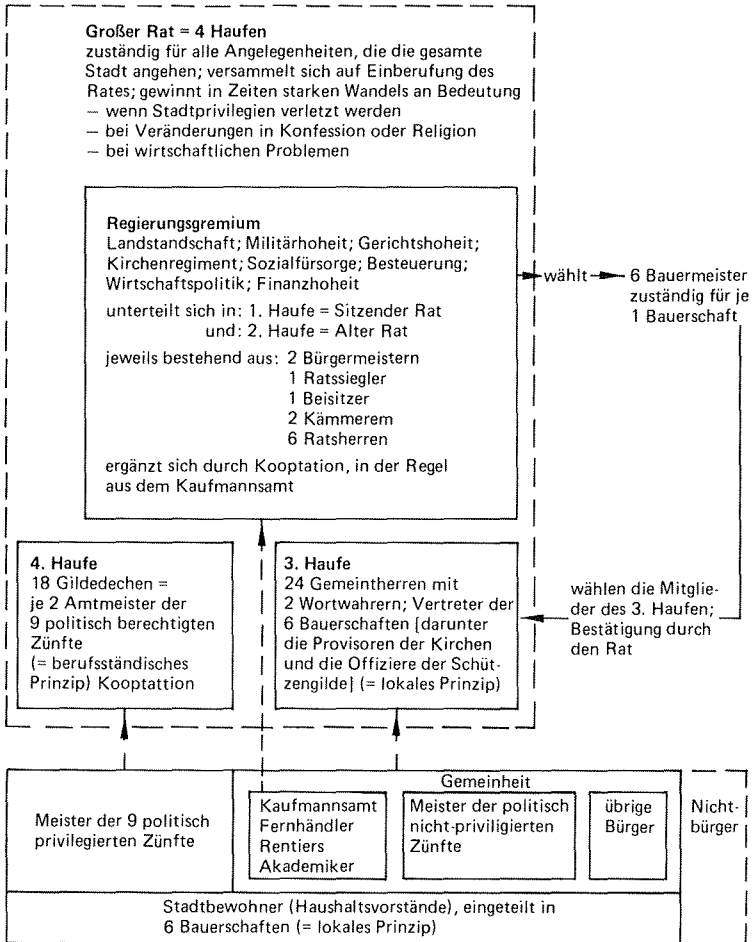 Großer Rat = 4 Haufen
zuständig für alle Angelegenheiten, die die gesamte
Stadt angehen; versammelt sich auf Einberufung des
Rates; gewinnt in Zeiten starken Wandels an Bedeutung
– wenn Stadtprivilegien verletzt werden
– bei Veränderungen in Konfession oder Religion
– bei wirtschaftlichen Problemen
Regierungsgremium
Landstandschaft; Militärhoheit; Gerichtshoheit;
Kirchenregiment; Sozialfürsorge; Besteuerung;
Wirtschaftspolitik; Finanzhoheit
unterteilt sich in: 1. Haufe = Sitzender Rat
und: 2. Haufe = Alter Rat
jeweils bestehend aus: 2 Bürgermeistern
1 Ratssiegler
1 Beisitzer
2 Kämmerem
6 Ratsherren
ergänzt sich durch Kooptation, in der Regel
aus dem Kaufmannsamt
wählt
6 Bauermeister
zuständig für je
1 Bauerschaft
4. Haufe
18 Gildedechen =
je 2 Amtmeister der
9 politisch berechtigten
Zünfte
(= berufsständisches
Prinzip) Kooptattion
3. Haufe
24 Gemeintherren mit
2 Wortwahrern; Vertreter der
6 Bauerschaften [darunter
die Provisoren der Kirchen
und die Offiziere der Schüt-
zengilde] (= lokales Prinzip)
wählen die Mitglie-
der des 3. Haufen;
Bestätigung durch
den Rat
Meister der 9 politisch
privilegierten Zünfte
Gemeinheit
Kaufmannsamt
Fernhändler
Rentiers
Akademiker
Meister der politisch
nicht-priviligierten
Zünfte
übrige
Bürger
Nicht-
bürger
Stadtbewohner (Haushaltsvorstände), eingeteilt in
6 Bauerschaften (= lokales Prinzip)